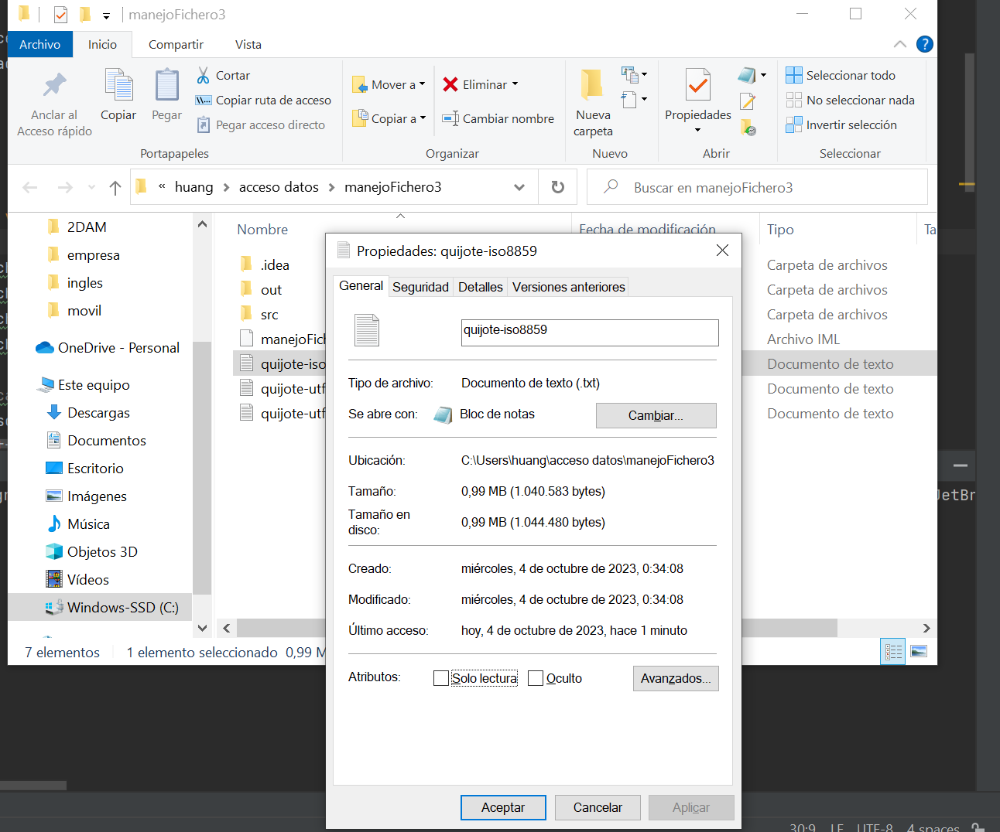 manejoFichero3
Archivo
Inicio
Compartir
Vista
Anclar al
Acceso rápido
Copiar
Pegar
Cortar
Copiar ruta de acceso
Pegar acceso directo
Portapapeles
Mover a
Copiar a
Eliminar
Cambiar nombre
Organizar
Nueva
carpeta
Nuevo
Propiedades
Abrir
Seleccionar todo
No seleccionar nada
Invertir selección
Seleccionar
« huang > acceso datos > manejoFichero3
Buscar en manejoFichero3
2DAM
empresa
ingles
movil
OneDrive - Personal
Este equipo
Descargas
Documentos
Escritorio
Imágenes
Música
Objetos 3D
Vídeos
Windows-SSD (C:)
Nombre
Fecha de modificación
Tipo
Ta
.idea
Carpeta de archivos
out
Carpeta de archivos
src
Carpeta de archivos
manejoFich
Archivo IML
quijote-iso
Documento de texto
quijote-utf
Documento de texto
quijote-utf
Documento de texto
7 elementos
1 elemento seleccionado 0,99 M
Propiedades: quijote-iso8859
General
Seguridad
Detalles
Versiones anteriores
quijote-iso8859
Tipo de archivo: Documento de texto (.txt)
Se abre con: Bloc de notas
Cambiar...
Ubicación: C:\Users\huang\acceso datos\manejoFichero3
Tamaño: 0,99 MB (1.040.583 bytes)
Tamaño en
disco: 0,99 MB (1.044.480 bytes)
Creado: miércoles, 4 de octubre de 2023, 0:34:08
Modificado: miércoles, 4 de octubre de 2023, 0:34:08
Último acceso: hoy, 4 de octubre de 2023, hace 1 minuto
Atributos: Solo lectura Oculto
Avanzados...
Aceptar
Cancelar
Aplicar
JetBr
30:9 LF UTF-8 4 spaces